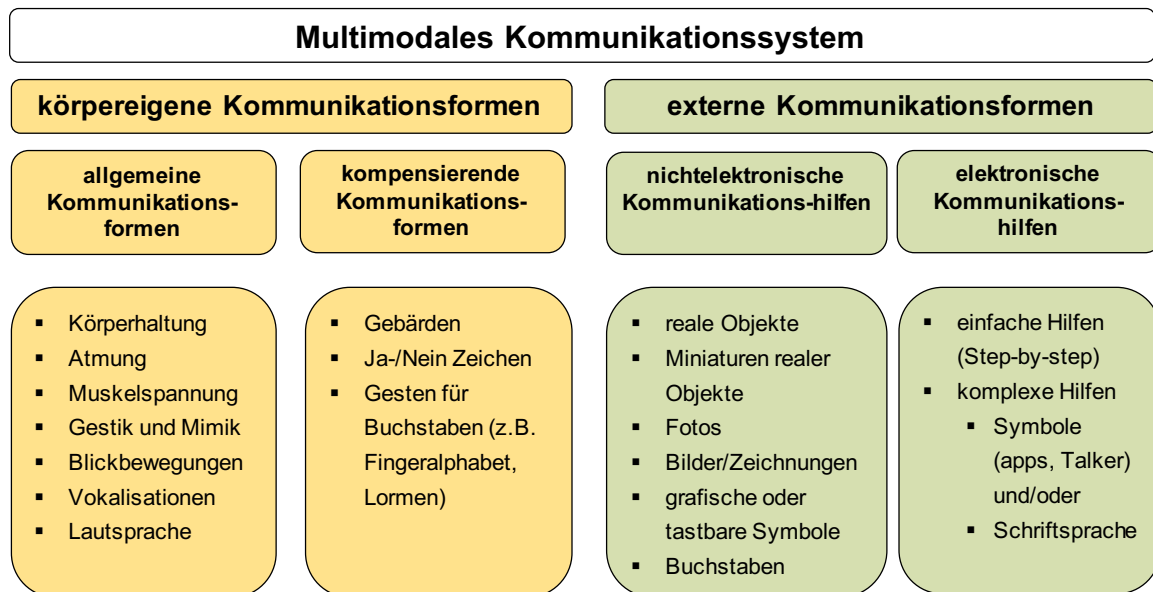 Multimodales Kommunikationssystem
körpereigene Kommunikationsformen
externe Kommunikationsformen
allgemeine
Kommunikations-
formen
kompensierende
Kommunikations-
formen
nichtelektronische
Kommunikations-hilfen
elektronische
Kommunikations-
hilfen
▪ Körperhaltung
▪ Atmung
▪ Muskelspannung
▪ Gestik und Mimik
▪ Blickbewegungen
▪ Vokalisationen
▪ Lautsprache
▪ Gebärden
▪ Ja-/Nein Zeichen
▪ Gesten für
Buchstaben (z.B.
Fingeralphabet,
Lormen)
▪ reale Objekte
▪ Miniaturen realer
Objekte
▪ Fotos
▪ Bilder/Zeichnungen
▪ grafische oder
tastbare Symbole
▪ Buchstaben
▪ einfache Hilfen
(Step-by-step)
▪ komplexe Hilfen
▪ Symbole
(apps, Talker)
und/oder
▪ Schriftsprache